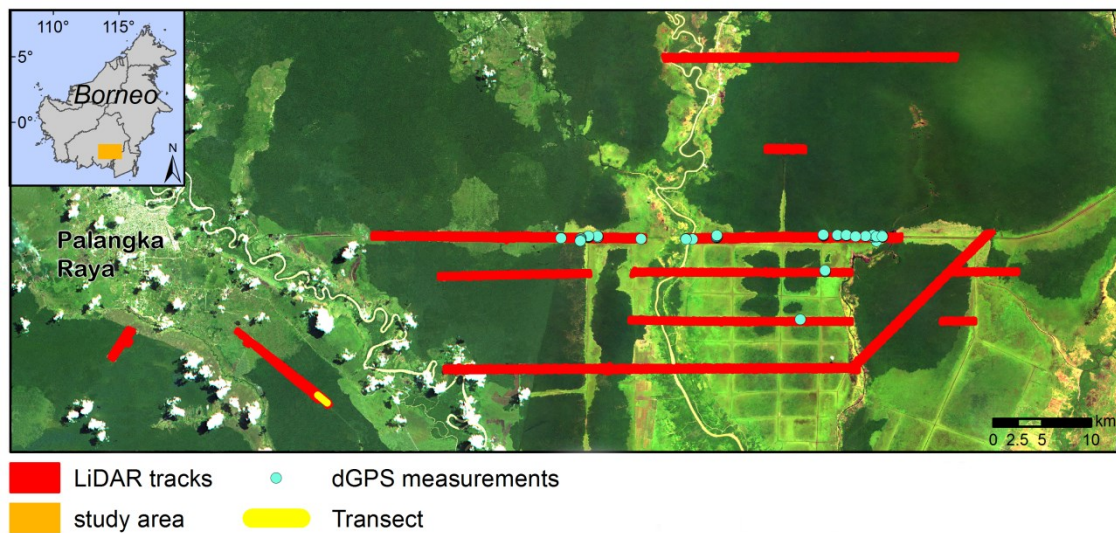 110° 115°
5°
Borneo
0°
N
Palangka
Raya
km
0 2.5 5 10
LiDAR tracks
dGPS measurements
study area
Transect